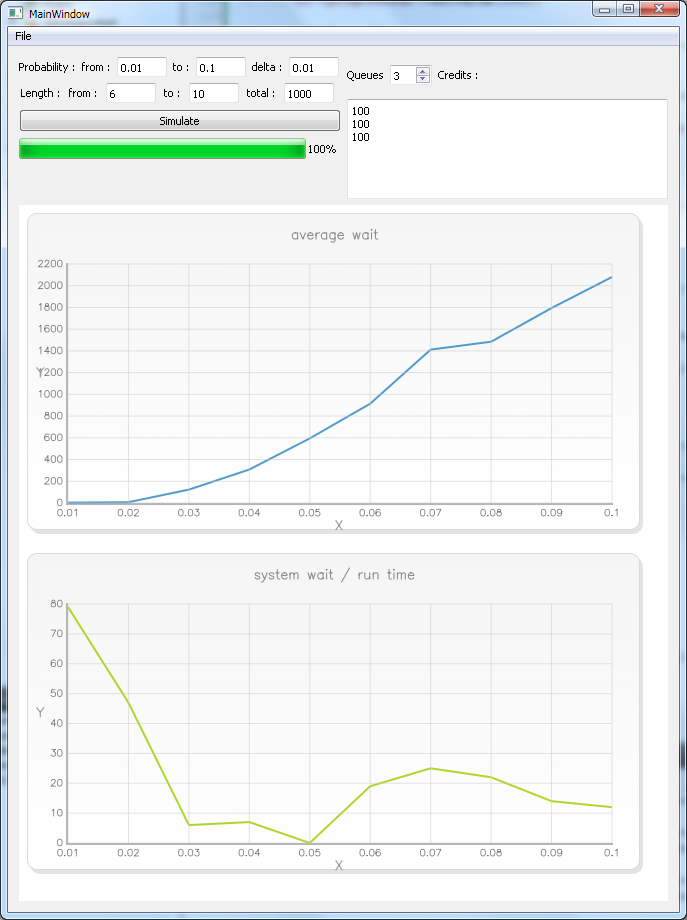 MainWindow
File
Probability : from : 0.01 to : 0.1 delta : 0.01
Queues 3 Credits :
Length : from : 6 to : 10 total : 1000
Simulate
100%
100
100
100
average wait
2200
2000
1800
1600
1400
1200
1000
800
600
400
200
0
Y
0.01 0.02 0.03 0.04 0.05 0.06 0.07 0.08 0.09 0.1
X
system wait / run time
80
70
60
50
40
30
20
10
0
Y
0.01 0.02 0.03 0.04 0.05 0.06 0.07 0.08 0.09 0.1
X